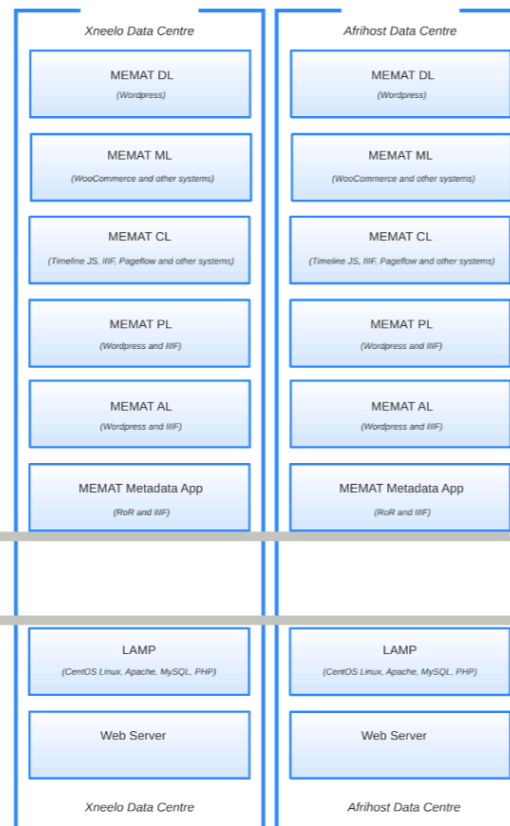 Xneelo Data Centre
MEMAT DL
(Wordpress)
MEMAT ML
(WooCommerce and other systems)
MEMAT CL
(Timeline JS, IIIF, Pageflow and other systems)
MEMAT PL
(Wordpress and IIIF)
MEMAT AL
(Wordpress and IIIF)
MEMAT Metadata App
(RoR and IIIF)
LAMP
(CentOS Linux, Apache, MySQL, PHP)
Web Server
Xneelo Data Centre
Afrihost Data Centre
MEMAT DL
(Wordpress)
MEMAT ML
(WooCommerce and other systems)
MEMAT CL
(Timeline JS, IIIF, Pageflow and other systems)
MEMAT PL
(Wordpress and IIIF)
MEMAT AL
(Wordpress and IIIF)
MEMAT Metadata App
(RoR and IIIF)
LAMP
(CentOS Linux, Apache, MySQL, PHP)
Web Server
Afrihost Data Centre